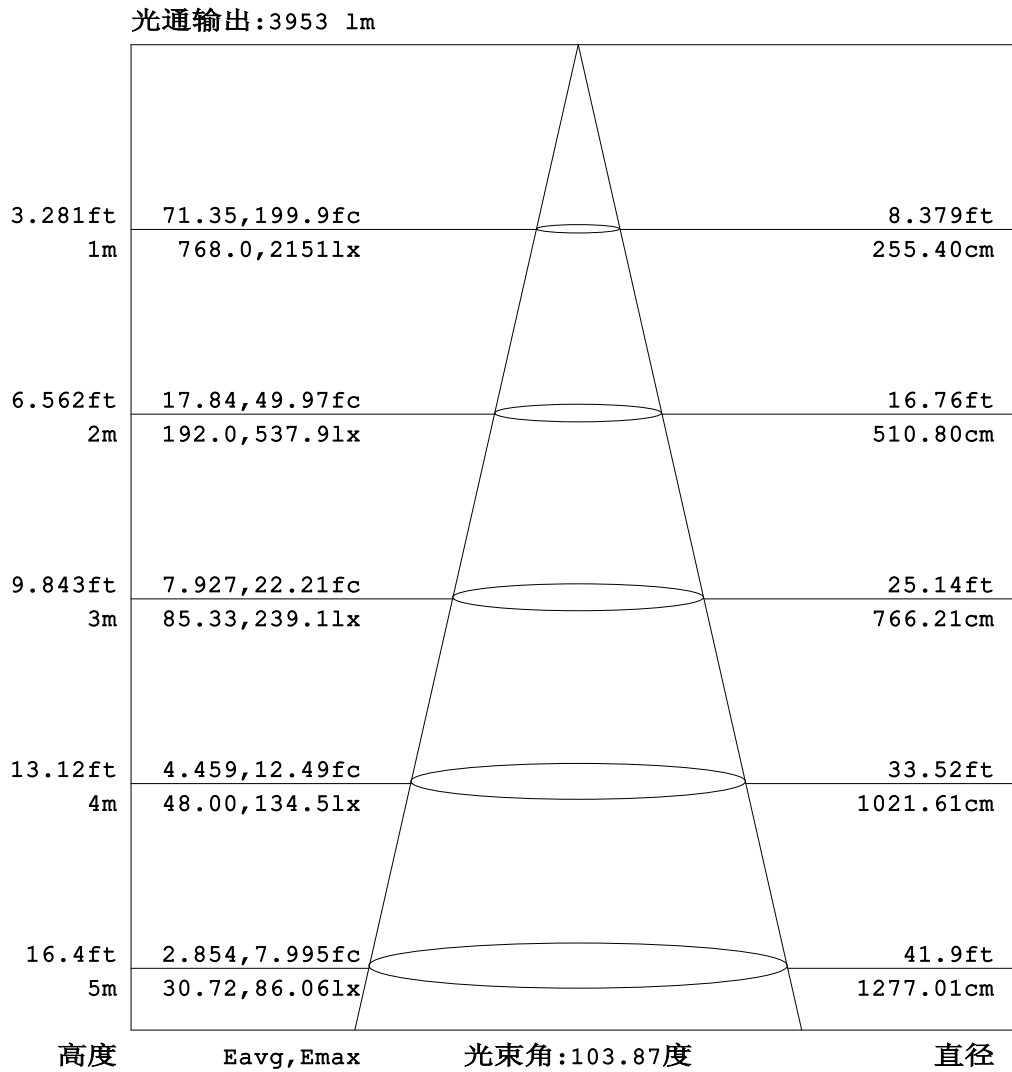 光通输出:3953 lm
3.281ft 71.35,199.9fc 8.379ft
1m 768.0,2151lx 255.40cm
6.562ft 17.84,49.97fc 16.76ft
2m 192.0,537.9lx 510.80cm
9.843ft 7.927,22.21fc 25.14ft
3m 85.33,239.1lx 766.21cm
13.12ft 4.459,12.49fc 33.52ft
4m 48.00,134.5lx 1021.61cm
16.4ft 2.854,7.995fc 41.9ft
5m 30.72,86.06lx 1277.01cm
高度 Eavg,Emax 光束角:103.87度 直径